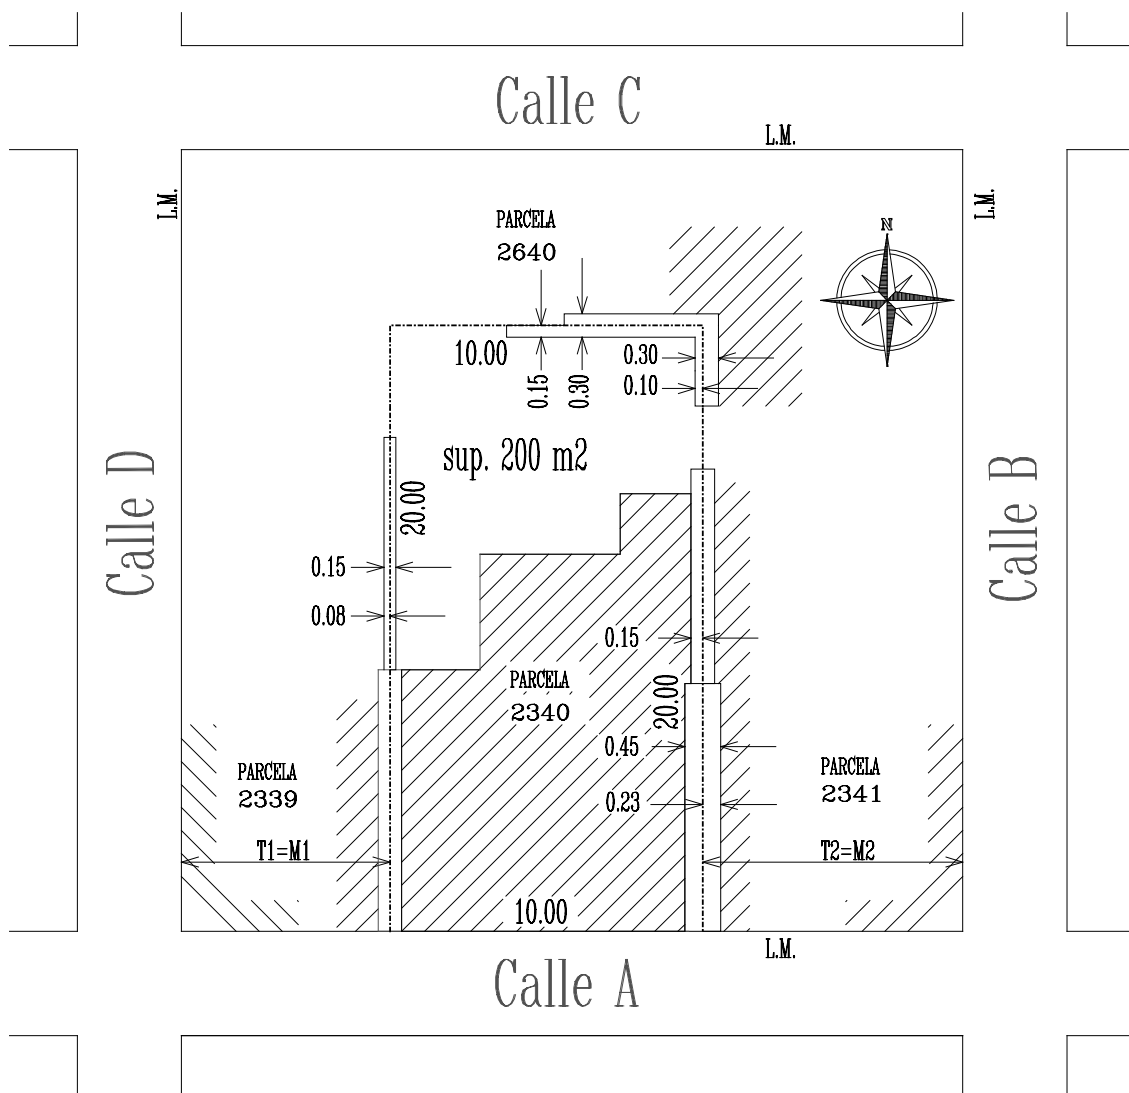 Calle C
L.M.
L.M.
L.M.
PARCELA
2640
N
10.00
0.15
0.30
0.30
0.10
sup. 200 m2
20.00
Calle D
Calle B
0.15
0.08
0.15
PARCELA
2340
20.00
0.45
0.23
PARCELA
2339
PARCELA
2341
T1=M1
T2=M2
10.00
L.M.
Calle A